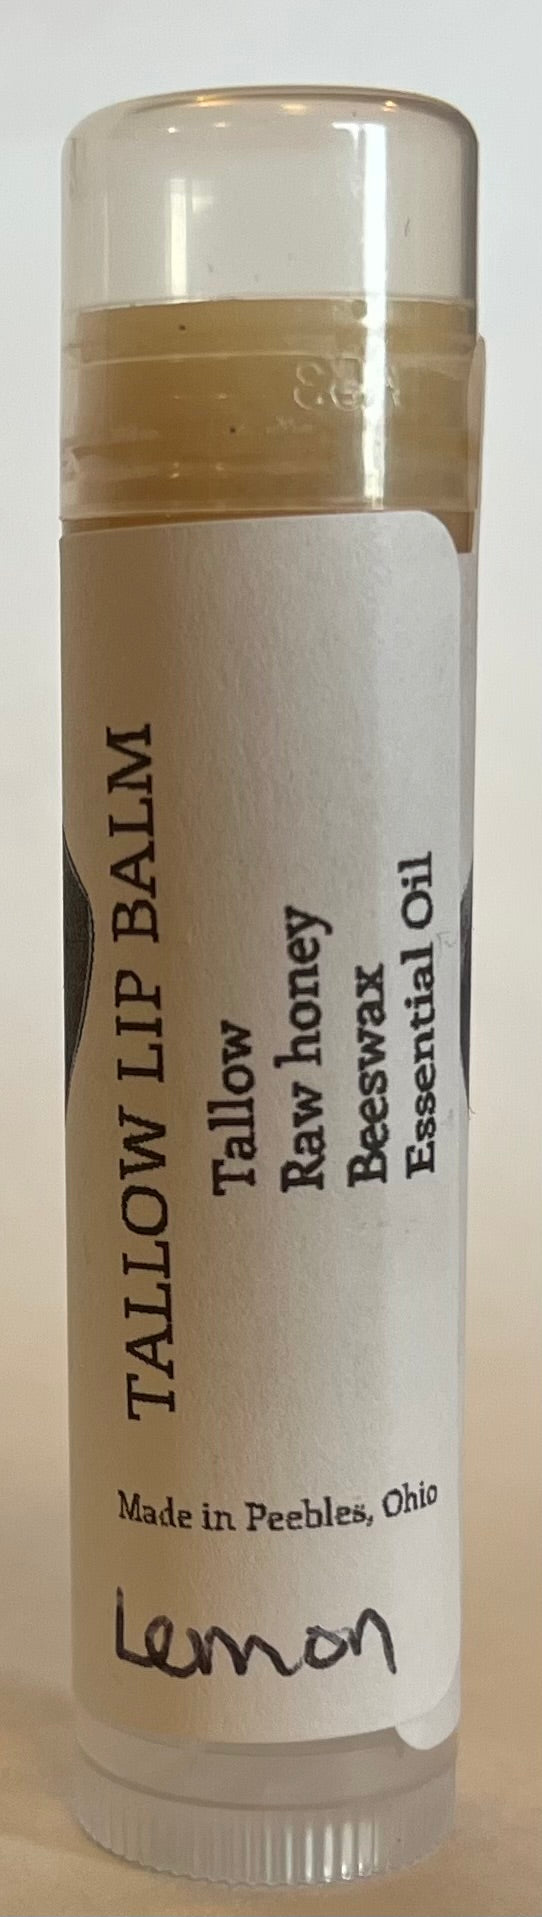 TALLOW LIP BALM
Tallow
Raw honey
Beeswax
Essential Oil
Made in Peebles, Ohio
Lemon